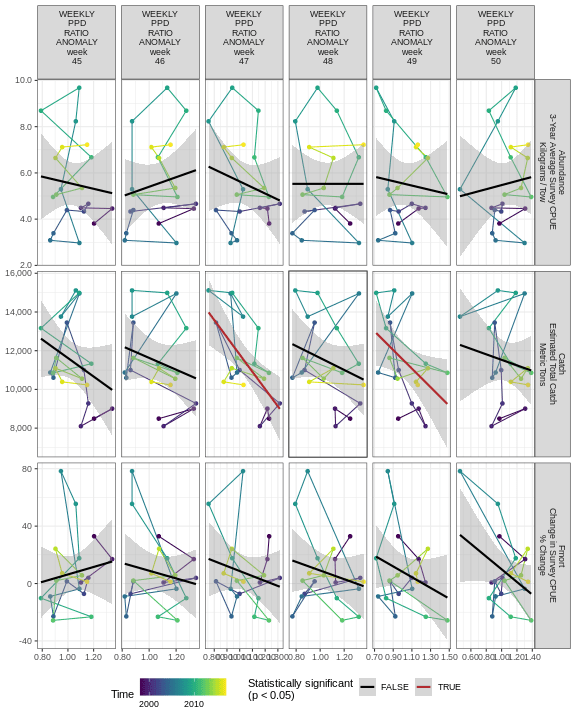 WEEKLY
PPD
RATIO
ANOMALY
week
45
WEEKLY
PPD
RATIO
ANOMALY
week
46
WEEKLY
PPD
RATIO
ANOMALY
week
47
WEEKLY
PPD
RATIO
ANOMALY
week
48
WEEKLY
PPD
RATIO
ANOMALY
week
49
WEEKLY
PPD
RATIO
ANOMALY
week
50
10.0
8.0
6.0
4.0
2.0
Abundance
3-Year Average Survey CPUE
Kilograms / Tow
16,000
14,000
12,000
10,000
8,000
Catch
Estimated Total Catch
Metric Tons
80
40
0
−40
Fmort
Change in Survey CPUE
% Change
0.80 1.00 1.20
0.80 1.00 1.20
0.80 1.00 1.20
0.70 0.90 1.10 1.30 1.50
0.60 0.80 1.00 1.20 1.40
Time
2000 2010
Statistically significant
(p < 0.05)
FALSE
TRUE